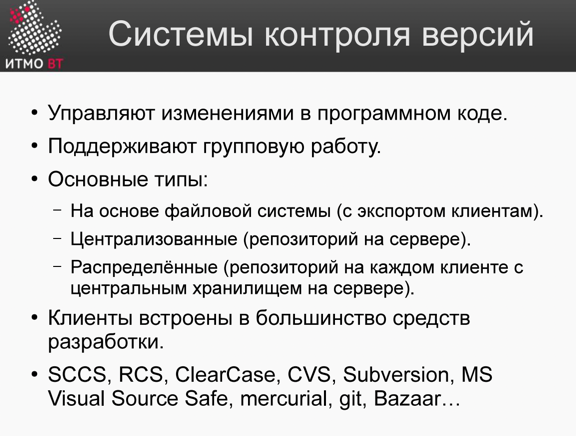 Системы контроля версий
ИТМО ВТ
• Управляют изменениями в программном коде.
• Поддерживают групповую работу.
• Основные типы:
– На основе файловой системы (с экспортом клиентам).
– Централизованные (репозиторий на сервере).
– Распределённые (репозиторий на каждом клиенте с
центральным хранилищем на сервере).
• Клиенты встроены в большинство средств
разработки.
• SCCS, RCS, ClearCase, CVS, Subversion, MS
Visual Source Safe, mercurial, git, Bazaar…